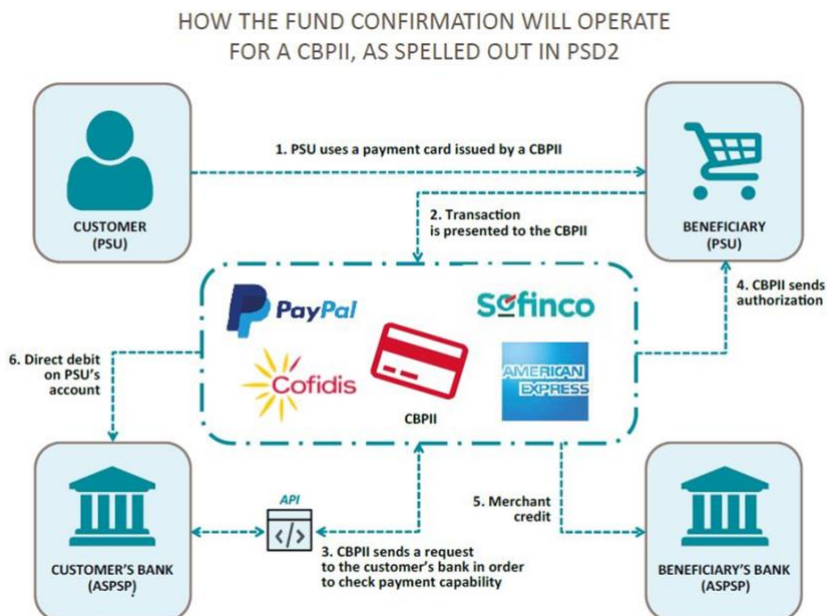 HOW THE FUND CONFIRMATION WILL OPERATE
FOR A CBPII, AS SPELLED OUT IN PSD2
1. PSU uses a payment card issued by a CBPII
CUSTOMER
(PSU)
BENEFICIARY
(PSU)
2. Transaction
is presented to the CBPII
4. CBPII sends
authorization
PayPal
Sofinco
Cofidis
AMERICAN
EXPRESS
CBPII
6. Direct debit
on PSU's
account
API
</>
5. Merchant
credit
3. CBPII sends a request
to the customer's bank in order
to check payment capability
CUSTOMER'S BANK
(ASPSP)
BENEFICIARY'S BANK
(ASPSP)